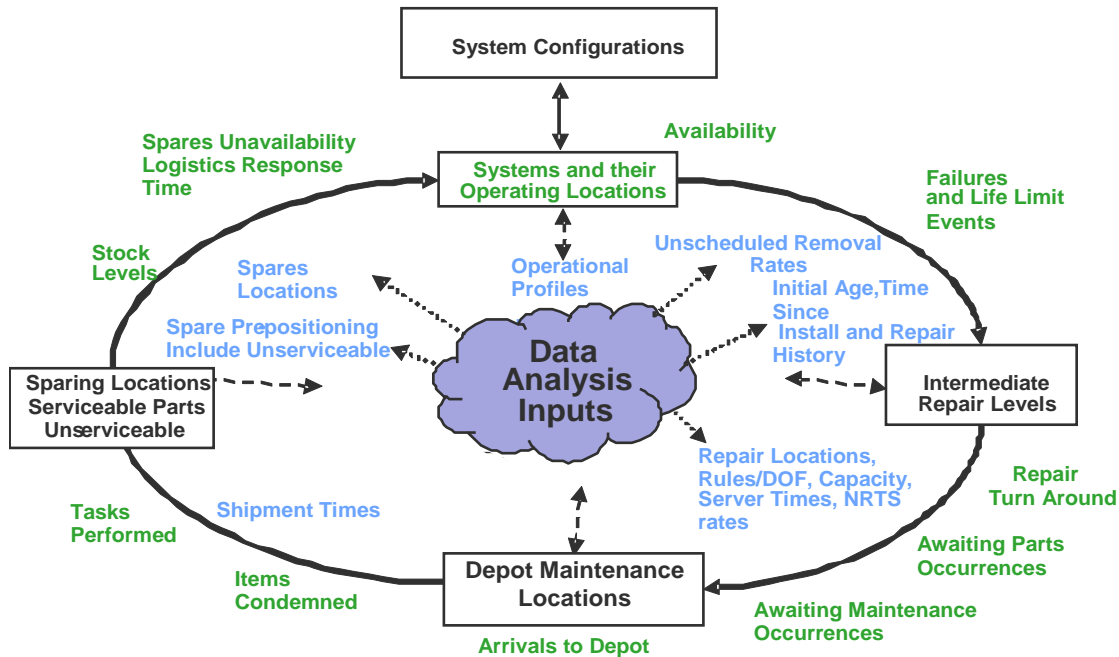 System Configurations
Availability
Spares Unavailability
Logistics Response
Time
Systems and their
Operating Locations
Failures
and Life Limit
Events
Stock
Levels
Spares
Locations
Operational
Profiles
Unscheduled Removal
Rates
Initial Age,Time
Since
Install and Repair
History
Spare Prepositioning
Include Unserviceable
Data
Analysis
Inputs
Sparing Locations
Serviceable Parts
Unserviceable
Intermediate
Repair Levels
Repair Locations,
Rules/DOF, Capacity,
Server Times, NRTS
rates
Repair
Turn Around
Tasks
Performed
Shipment Times
Awaiting Parts
Occurrences
Items
Condemned
Depot Maintenance
Locations
Awaiting Maintenance
Occurrences
Arrivals to Depot